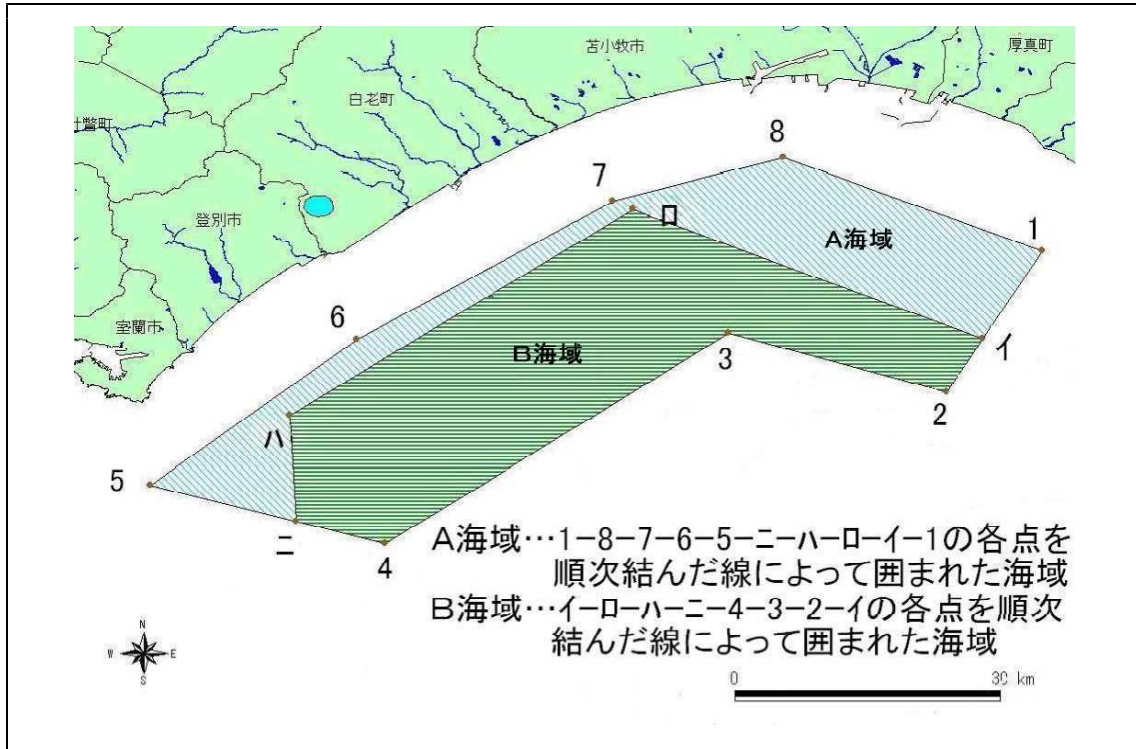 苫小牧市
厚真町
白老町
壮瞥町
登別市
室蘭市
8
7
ロ
1
A海域
6
イ
3
B海域
2
ハ
5
ニ
4
A海域…1-8-7-6-5-ニ-ハ-ロ-イ-1の各点を
順次結んだ線によって囲まれた海域
B海域…イ-ロ-ハ-ニ-4-3-2-イの各点を順次
結んだ線によって囲まれた海域
N
W
E
S
0
30 km